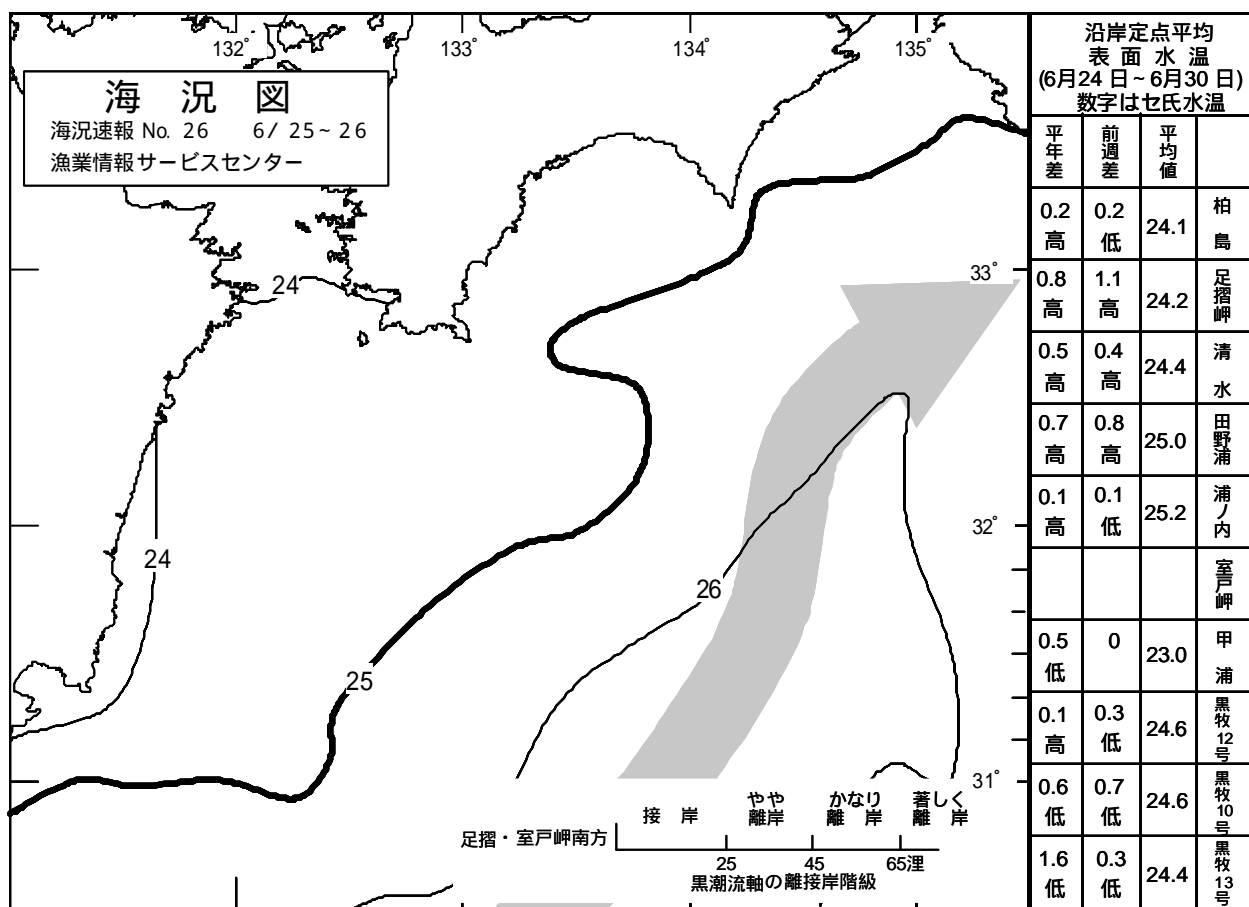 132°
133°
134°
135°
海況図
海況速報 No. 26 6/ 25~ 26
漁業情報サービスセンター
24
33°
24
32°
26
25
31°
接岸
やや離岸
かなり離岸
著しく離岸
足摺・室戸岬南方
25 45 65浬
黒潮流軸の離接岸階級
沿岸定点平均
表面水温
(6月24日~6月30日)
数字はセ氏水温
平年差 前週差 平均値
0.2高 0.2低 24.1 柏島
0.8高 1.1高 24.2 足摺岬
0.5高 0.4高 24.4 清水
0.7高 0.8高 25.0 田野浦
0.1高 0.1低 25.2 浦ノ内
室戸岬
0.5低 0 23.0 甲浦
0.1高 0.3低 24.6 黒牧12号
0.6低 0.7低 24.6 黒牧10号
1.6低 0.3低 24.4 黒牧13号